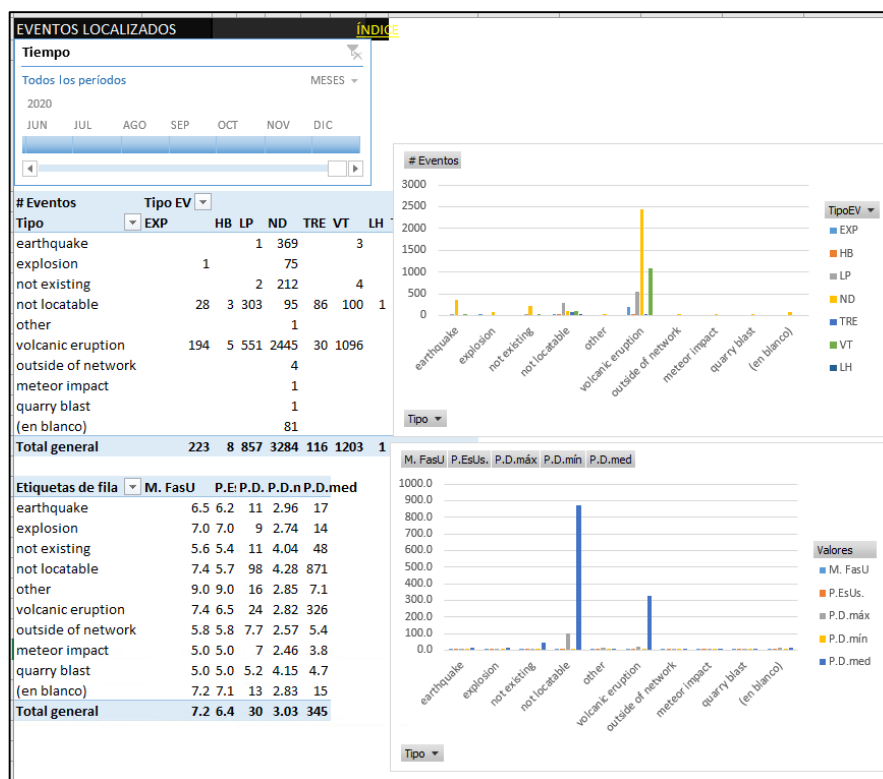 EVENTOS LOCALIZADOS ÍNDICE
Tiempo
Todos los períodos MESES
2020
JUN JUL AGO SEP OCT NOV DIC
# Eventos Tipo EV
Tipo EXP HB LP ND TRE VT LH
earthquake 1 369 3
explosion 1 75
not existing 2 212 4
not locatable 28 3 303 95 86 100 1
other 1
volcanic eruption 194 5 551 2445 30 1096
outside of network 4
meteor impact 1
quarry blast 1
(en blanco) 81
Total general 223 8 857 3284 116 1203 1
Etiquetas de fila M. FasU P.E P.D. P.D.n P.D.med
earthquake 6.5 6.2 11 2.96 17
explosion 7.0 7.0 9 2.74 14
not existing 5.6 5.4 11 4.04 48
not locatable 7.4 5.7 98 4.28 871
other 9.0 9.0 16 2.85 7.1
volcanic eruption 7.4 6.5 24 2.82 326
outside of network 5.8 5.8 7.7 2.57 5.4
meteor impact 5.0 5.0 7 2.46 3.8
quarry blast 5.0 5.0 5.2 4.15 4.7
(en blanco) 7.2 7.1 13 2.83 15
Total general 7.2 6.4 30 3.03 345
# Eventos
3000
2500
2000
1500
1000
500
0
earthquake
explosion
not existing
not locatable
other
volcanic eruption
outside of network
meteor impact
quarry blast
(en blanco)
TipoEV
EXP
HB
LP
ND
TRE
VT
LH
Tipo
M. FasU P.EsUs. P.D.máx P.D.mín P.D.med
1000.0
900.0
800.0
700.0
600.0
500.0
400.0
300.0
200.0
100.0
0.0
earthquake
explosion
not existing
not locatable
other
volcanic eruption
outside of network
meteor impact
quarry blast
(en blanco)
Valores
M. FasU
P.EsUs.
P.D.máx
P.D.mín
P.D.med
Tipo